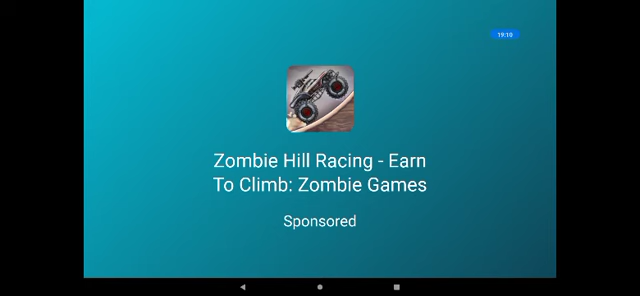 19:10
Zombie Hill Racing - Earn
To Climb: Zombie Games
Sponsored